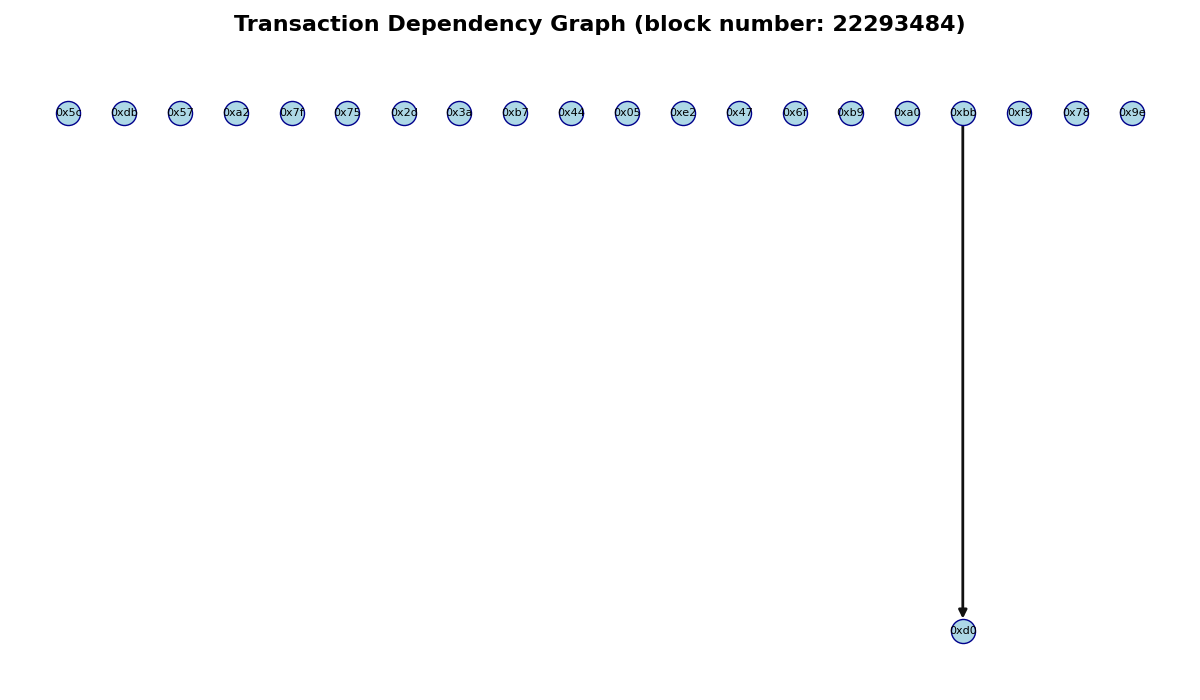 Transaction Dependency Graph (block number: 22293484)
0x5c 0xdb 0x57 0xa2 0x7f 0x75 0x2d 0x3a 0xb7 0x44 0x05 0xe2 0x47 0x6f 0xb9 0xa0 0xbb 0xf9 0x78 0x9e
0xd0